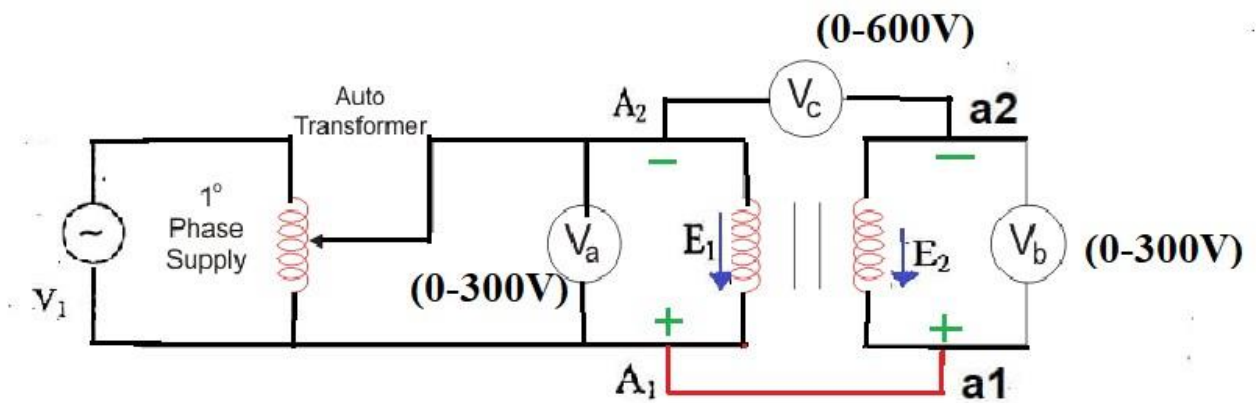 (0-600V)
A2
Vc
a2
Auto
Transformer
−
−
1°
Phase
Supply
~
Va
E1
E2
Vb
(0-300V)
(0-300V)
V1
+
+
A1
a1